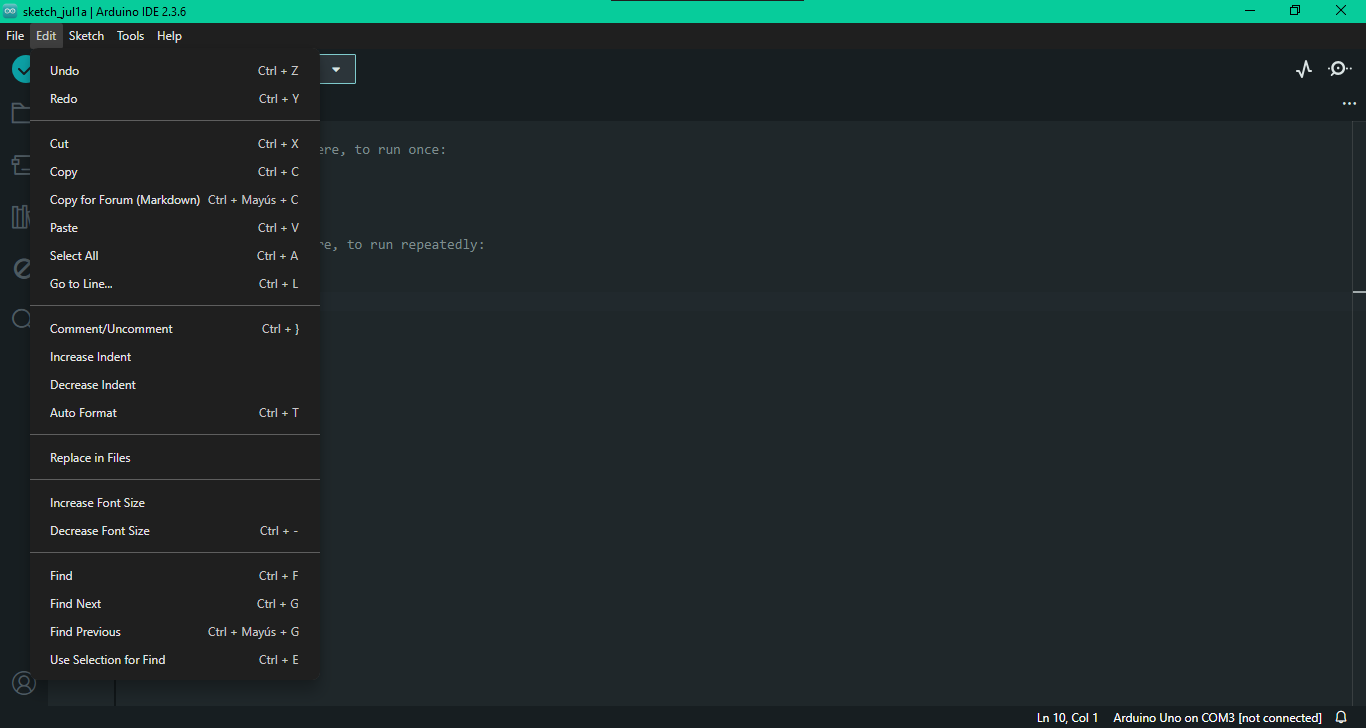 sketch_jul1a | Arduino IDE 2.3.6
File Edit Sketch Tools Help
Undo Ctrl + Z
Redo Ctrl + Y
Cut Ctrl + X
Copy Ctrl + C
Copy for Forum (Markdown) Ctrl + Mayús + C
Paste Ctrl + V
Select All Ctrl + A
Go to Line... Ctrl + L
Comment/Uncomment Ctrl + }
Increase Indent
Decrease Indent
Auto Format Ctrl + T
Replace in Files
Increase Font Size
Decrease Font Size Ctrl + -
Find Ctrl + F
Find Next Ctrl + G
Find Previous Ctrl + Mayús + G
Use Selection for Find Ctrl + E
ere, to run once:
re, to run repeatedly:
Ln 10, Col 1 Arduino Uno on COM3 [not connected]